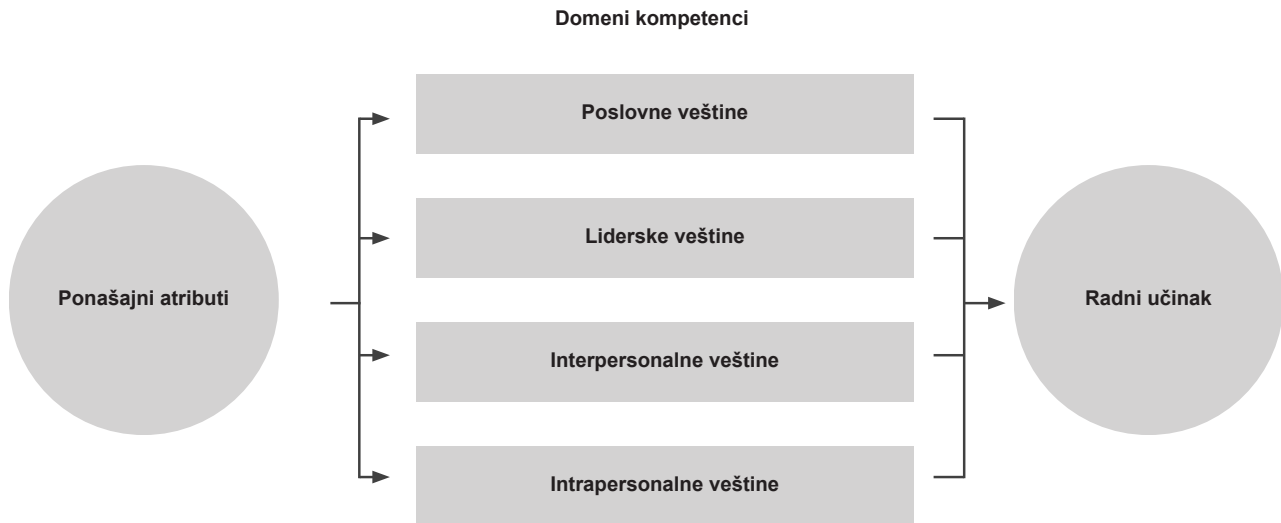 Domeni kompetenci
Poslovne veštine
Liderske veštine
Ponašajni atributi
Radni učinak
Interpersonalne veštine
Intrapersonalne veštine